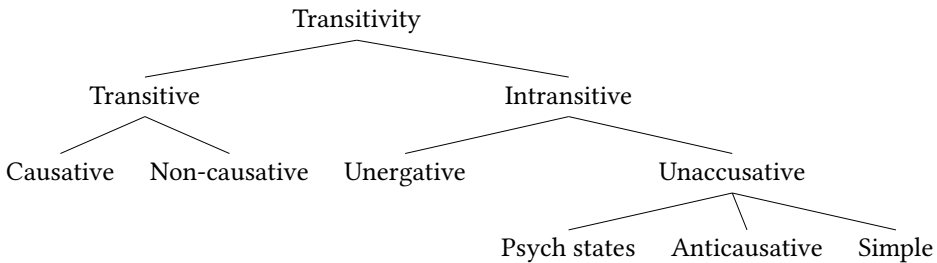 Transitivity
Transitive Intransitive
Causative Non-causative Unergative Unaccusative
Psych states Anticausative Simple